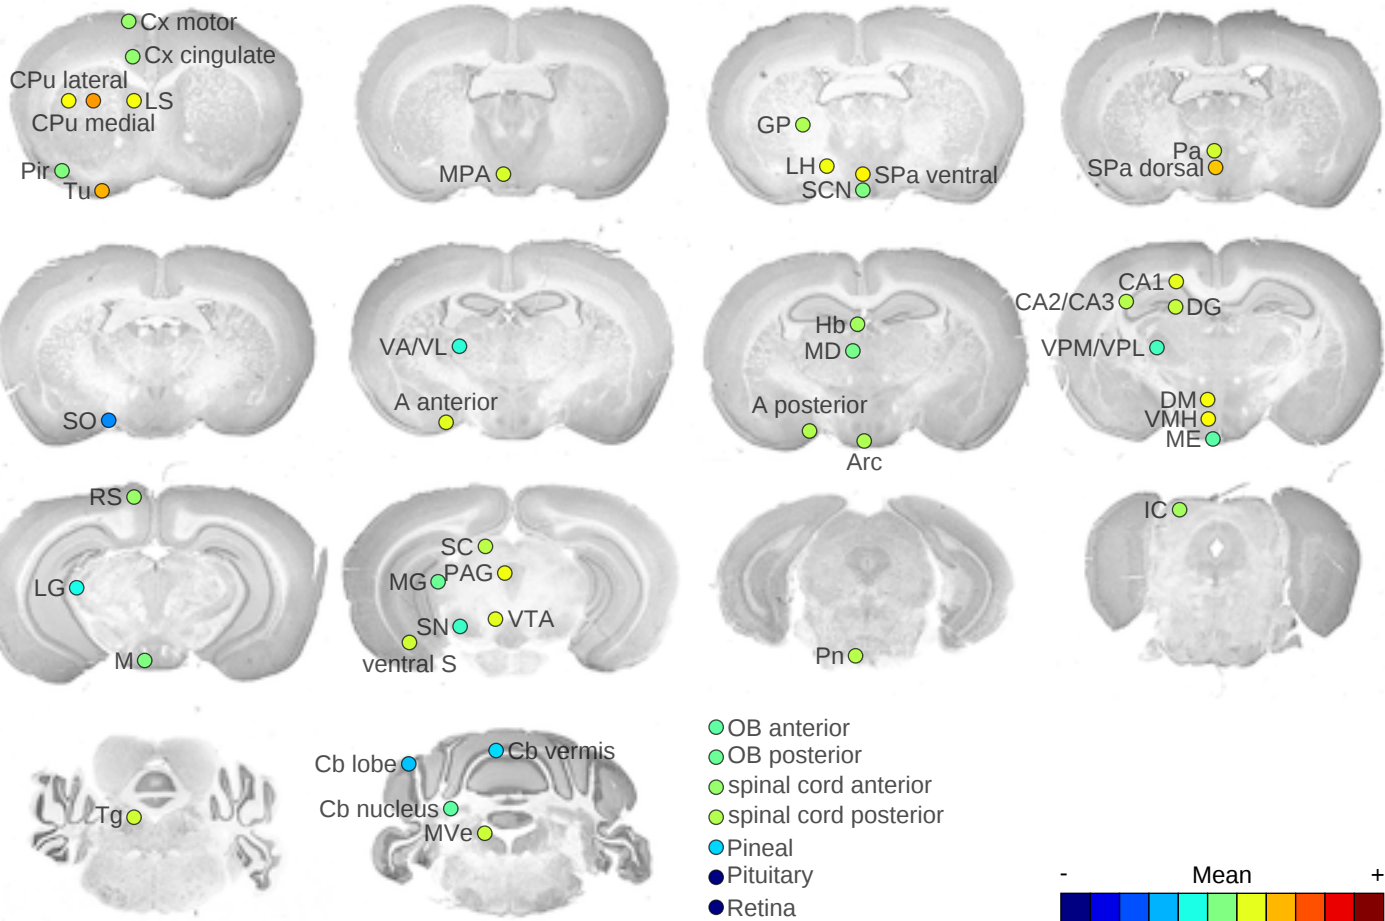 Cx motor
Cx cingulate
CPu lateral
LS
CPu medial
Pir
Tu
MPA
GP
LH
SPa ventral
SCN
Pa
SPa dorsal
SO
VA/VL
A anterior
Hb
MD
A posterior
Arc
CA1
CA2/CA3
DG
VPM/VPL
DM
VMH
ME
RS
LG
M
SC
MG
PAG
SN
VTA
ventral S
Pn
IC
Tg
Cb lobe
Cb vermis
Cb nucleus
MVe
OB anterior
OB posterior
spinal cord anterior
spinal cord posterior
Pineal
Pituitary
Retina
- Mean +